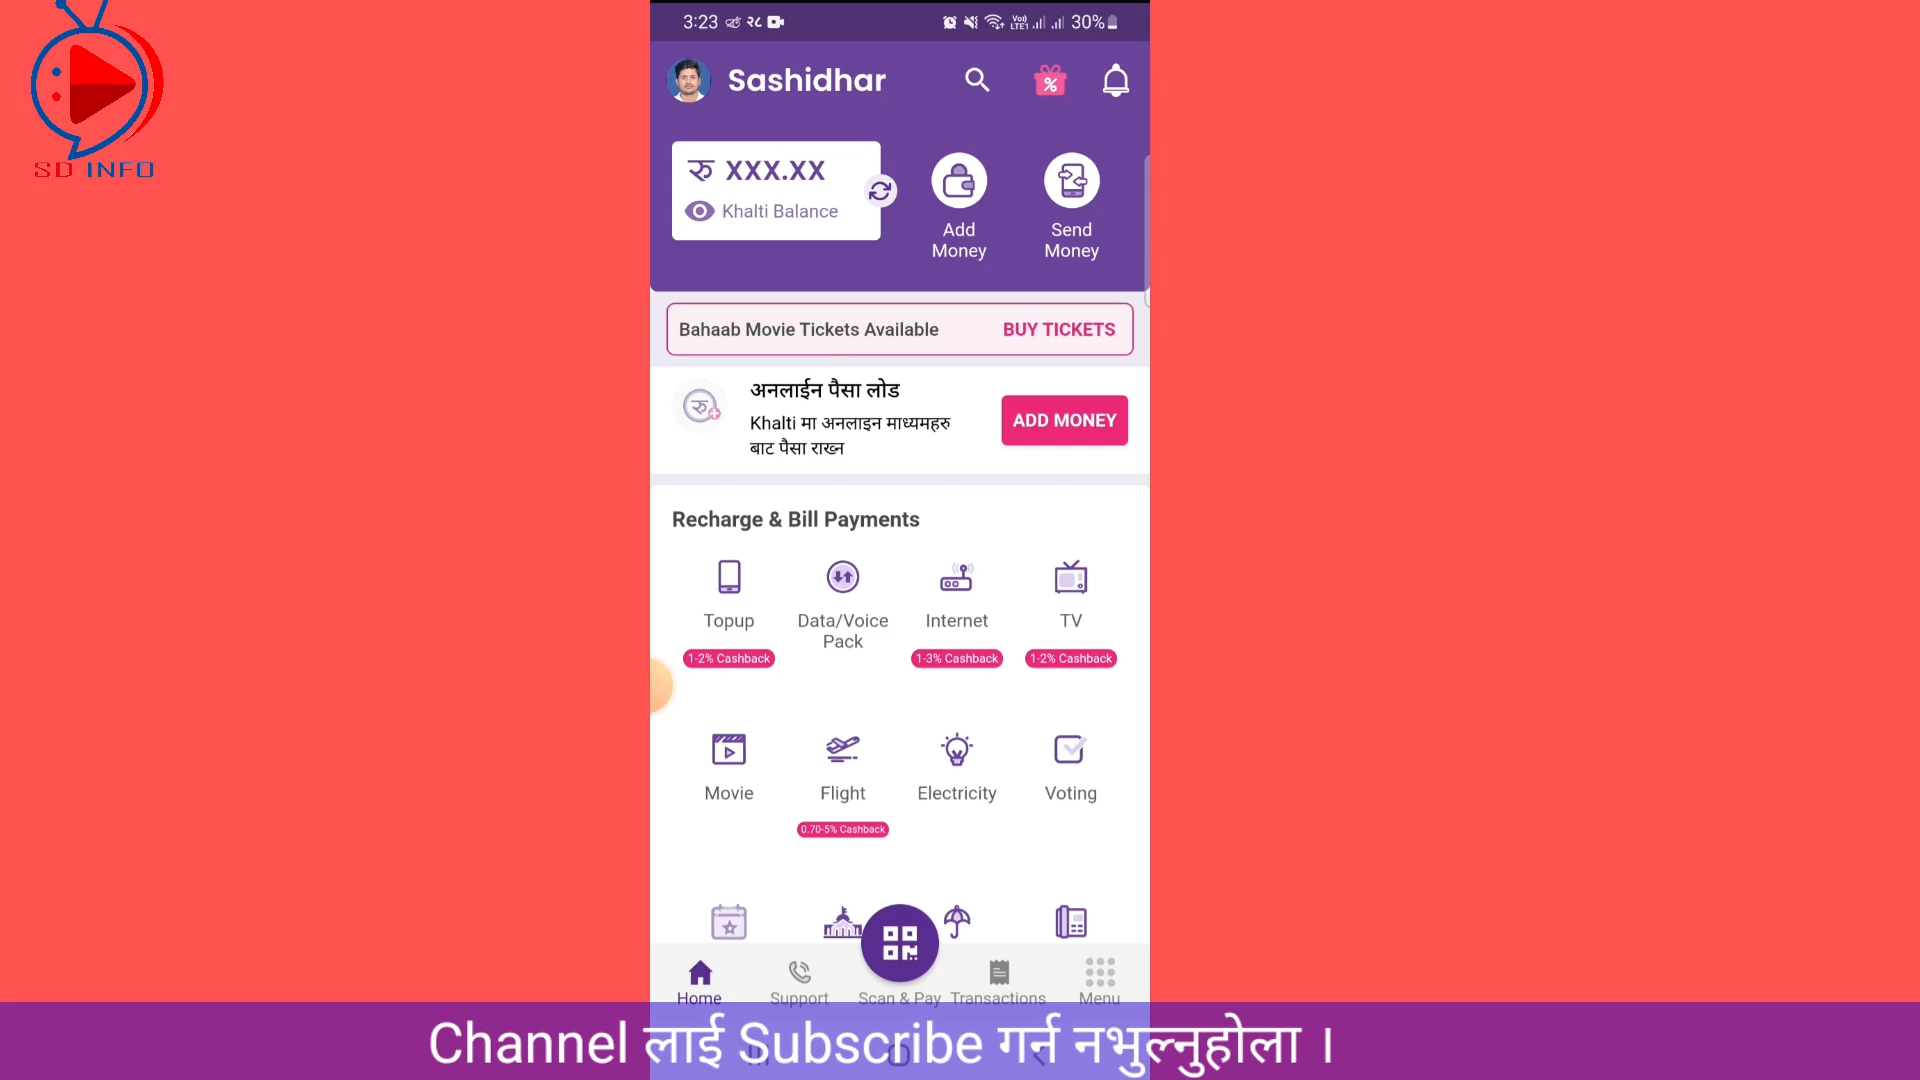 3:23 २८ 30%
Sashidhar
SD INFO
रु XXX.XX
Khalti Balance
Add
Money
Send
Money
Bahaab Movie Tickets Available BUY TICKETS
अनलाईन पैसा लोड
Khalti मा अनलाइन माध्यमहरु
बाट पैसा राख्न
ADD MONEY
Recharge & Bill Payments
Topup Data/Voice Internet TV
Pack
1-2% Cashback 1-3% Cashback 1-2% Cashback
Movie Flight Electricity Voting
0.70-5% Cashback
Home Support Scan & Pay Transactions Menu
Channel लाई Subscribe गर्न नभुल्नुहोला ।